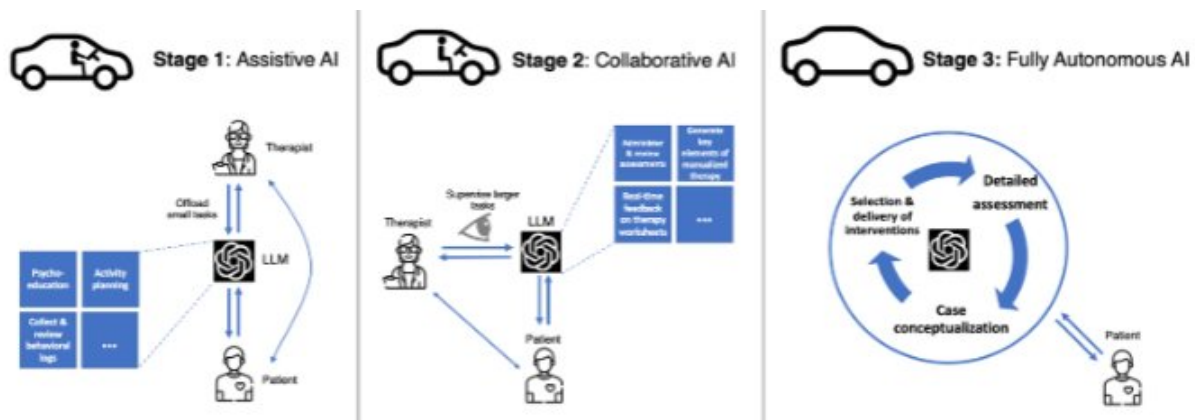 Stage 1: Assistive AI
Therapist
Offload
small tasks
LLM
Psycho-
education
Activity
planning
Collect &
review
behavioral
logs
...
Patient
Stage 2: Collaborative AI
Administer
& review
assessments
Generate
key
elements of
manualized
therapy
Real-time
feedback
on therapy
worksheets
...
Supervise larger
tasks
Therapist
LLM
Patient
Stage 3: Fully Autonomous AI
Detailed
assessment
Selection &
delivery of
interventions
Case
conceptualization
Patient